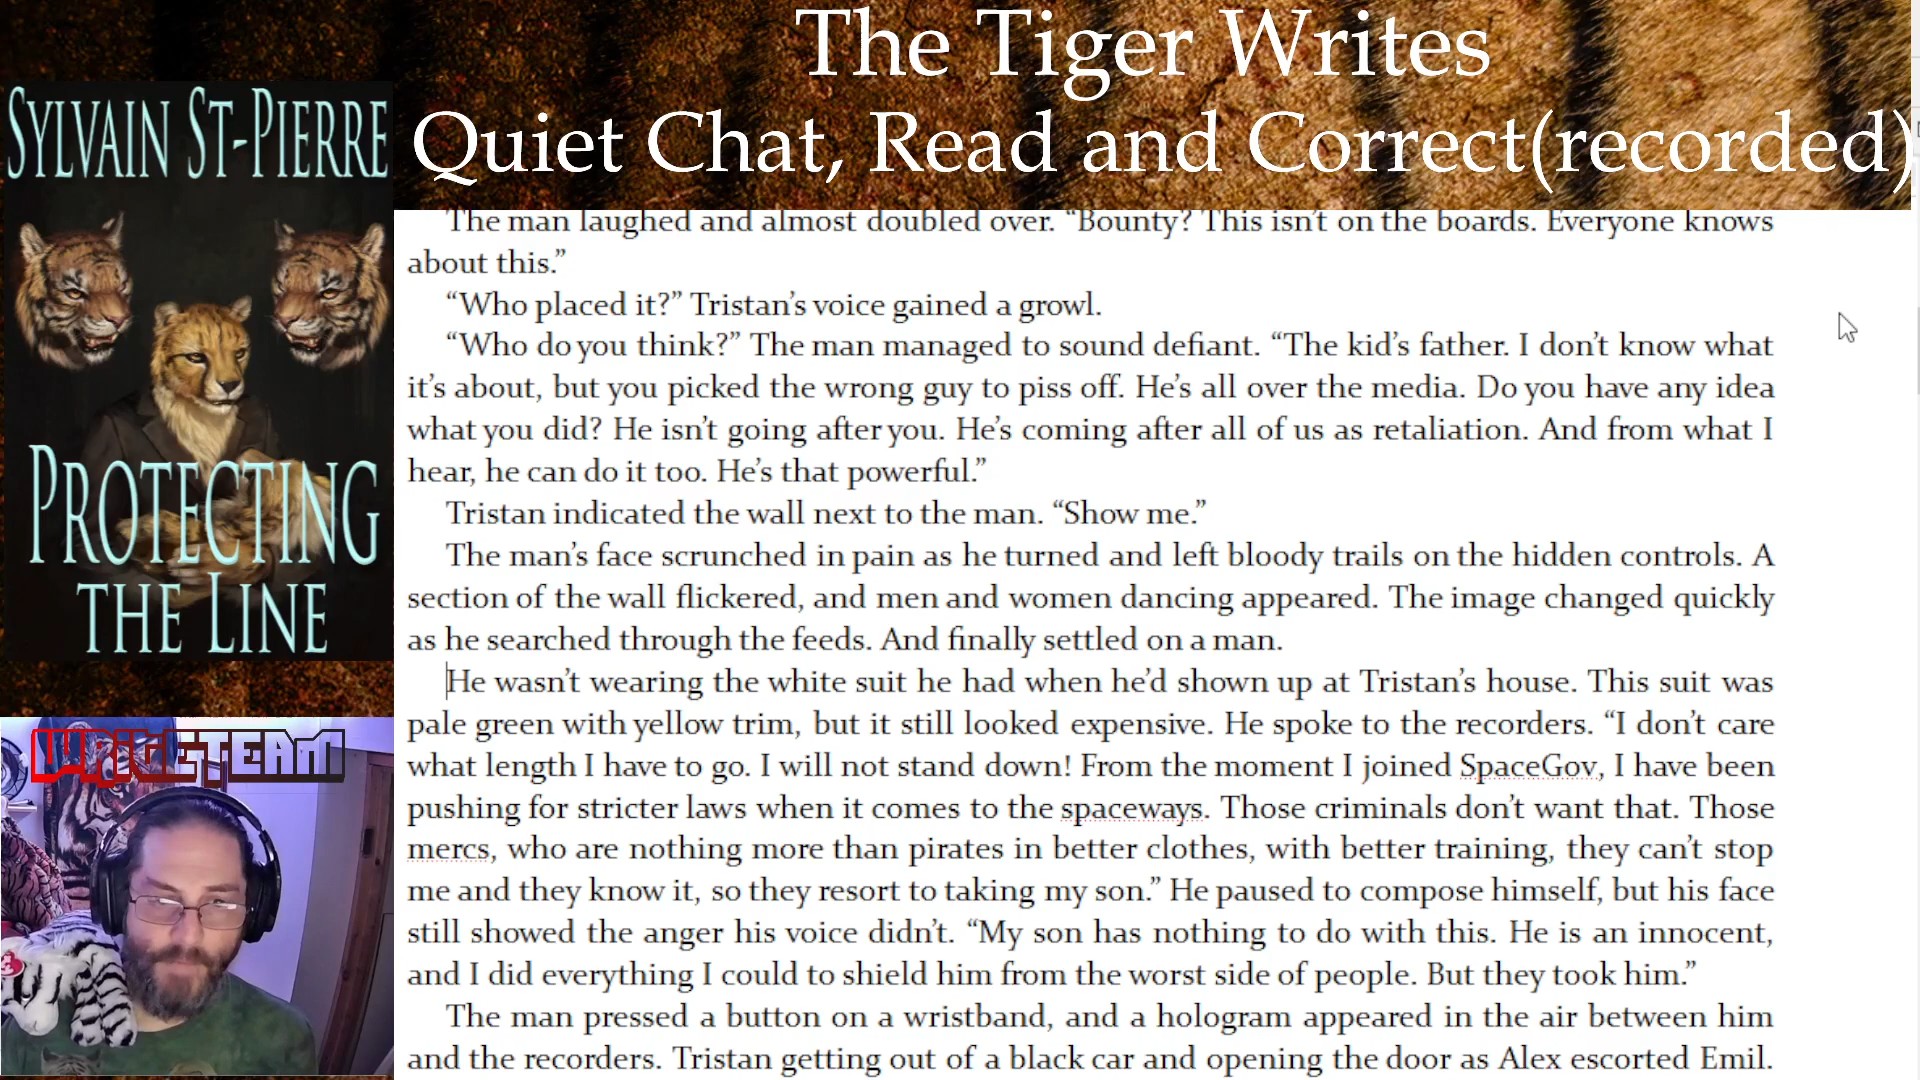 The Tiger Writes
Quiet Chat, Read and Correct(recorded)
SYLVAIN ST-PIERRE
PROTECTING
THE LINE
WRITETEAM
The man laughed and almost doubled over. “Bounty? This isn’t on the boards. Everyone knows
about this.”
“Who placed it?” Tristan’s voice gained a growl.
“Who do you think?” The man managed to sound defiant. “The kid’s father. I don’t know what
it’s about, but you picked the wrong guy to piss off. He’s all over the media. Do you have any idea
what you did? He isn’t going after you. He’s coming after all of us as retaliation. And from what I
hear, he can do it too. He’s that powerful.”
Tristan indicated the wall next to the man. “Show me.”
The man’s face scrunched in pain as he turned and left bloody trails on the hidden controls. A
section of the wall flickered, and men and women dancing appeared. The image changed quickly
as he searched through the feeds. And finally settled on a man.
He wasn’t wearing the white suit he had when he’d shown up at Tristan’s house. This suit was
pale green with yellow trim, but it still looked expensive. He spoke to the recorders. “I don’t care
what length I have to go. I will not stand down! From the moment I joined SpaceGov, I have been
pushing for stricter laws when it comes to the spaceways. Those criminals don’t want that. Those
mercs, who are nothing more than pirates in better clothes, with better training, they can’t stop
me and they know it, so they resort to taking my son.” He paused to compose himself, but his face
still showed the anger his voice didn’t. “My son has nothing to do with this. He is an innocent,
and I did everything I could to shield him from the worst side of people. But they took him.”
The man pressed a button on a wristband, and a hologram appeared in the air between him
and the recorders. Tristan getting out of a black car and opening the door as Alex escorted Emil.